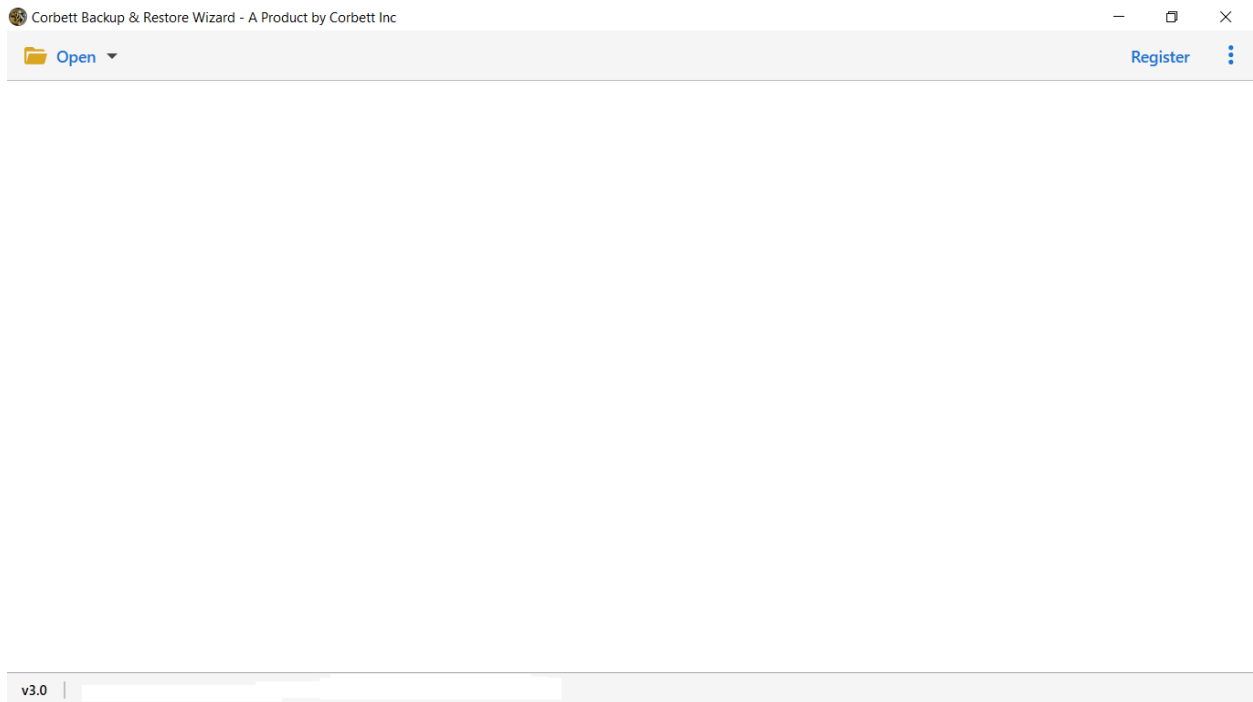 Corbett Backup & Restore Wizard - A Product by Corbett Inc
Open Register
v3.0